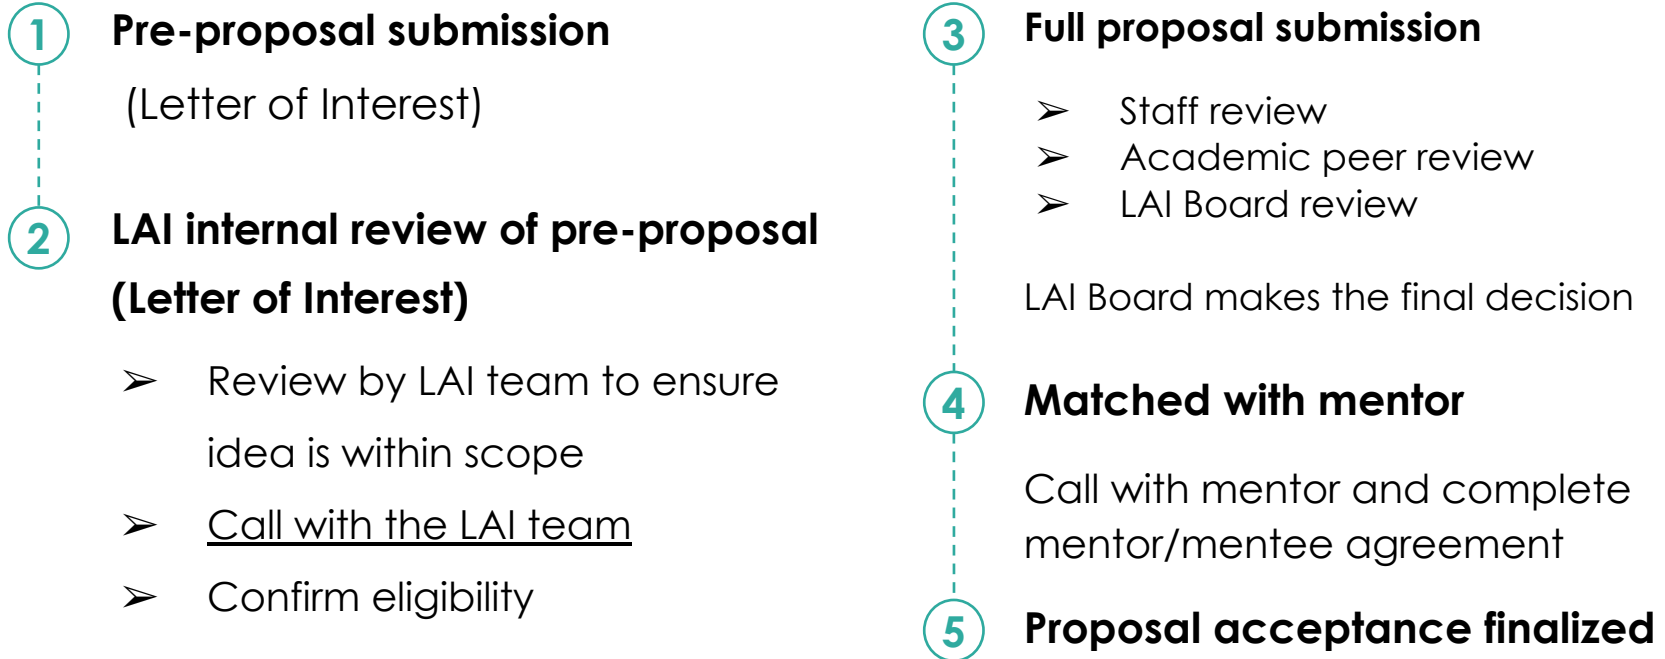 1 Pre-proposal submission
(Letter of Interest)
2 LAI internal review of pre-proposal
(Letter of Interest)
➢ Review by LAI team to ensure
idea is within scope
➢ Call with the LAI team
➢ Confirm eligibility
3 Full proposal submission
➢ Staff review
➢ Academic peer review
➢ LAI Board review
LAI Board makes the final decision
4 Matched with mentor
Call with mentor and complete
mentor/mentee agreement
5 Proposal acceptance finalized